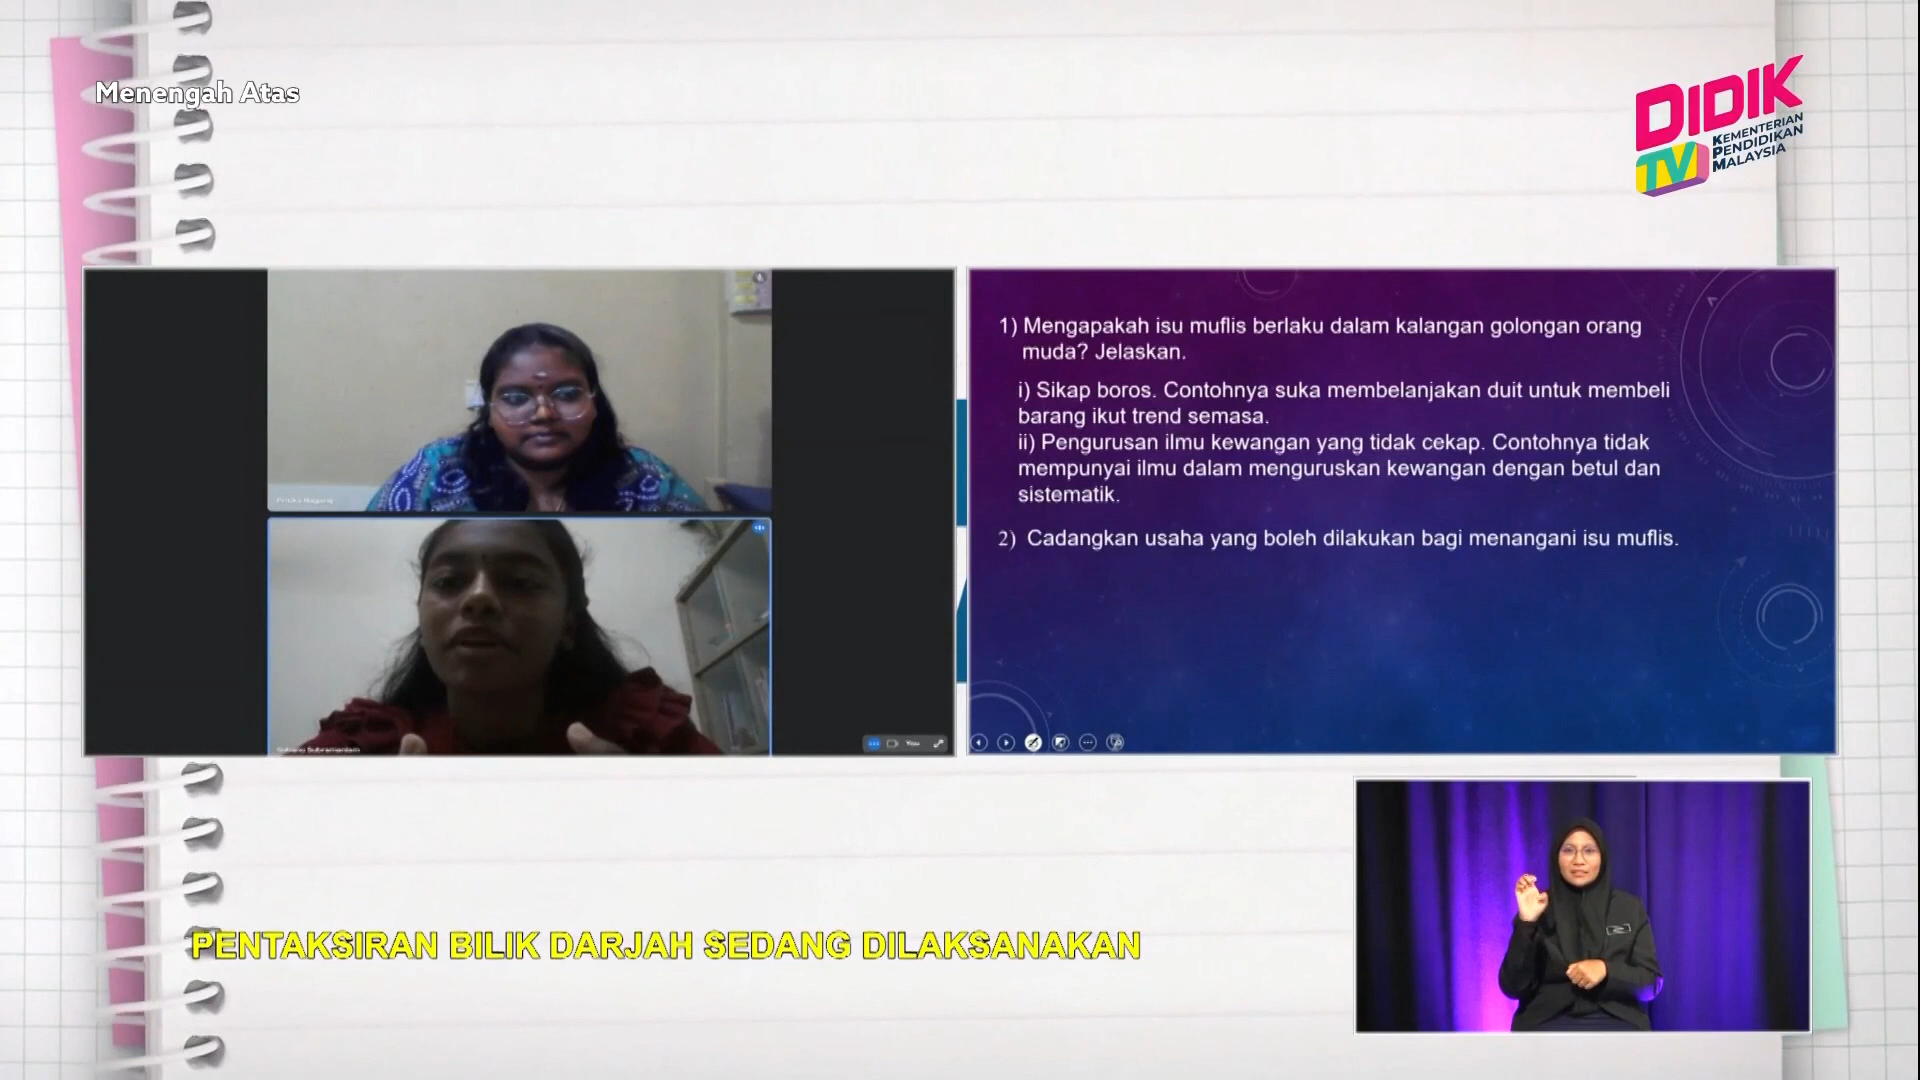 Menengah Atas
DIDIK
TV
KEMENTERIAN
PENDIDIKAN
MALAYSIA
1) Mengapakah isu muflis berlaku dalam kalangan golongan orang
muda? Jelaskan.
i) Sikap boros. Contohnya suka membelanjakan duit untuk membeli
barang ikut trend semasa.
ii) Pengurusan ilmu kewangan yang tidak cekap. Contohnya tidak
mempunyai ilmu dalam menguruskan kewangan dengan betul dan
sistematik.
2) Cadangkan usaha yang boleh dilakukan bagi menangani isu muflis.
You
PENTAKSIRAN BILIK DARJAH SEDANG DILAKSANAKAN